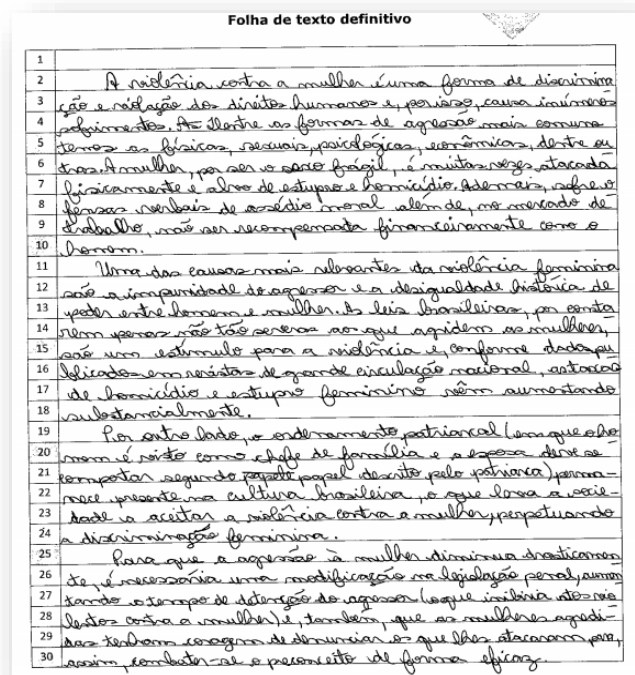 Folha de texto definitivo
1
2 A violência contra a mulher é uma forma de discrimina
3 ção e violação dos direitos humanos e, por isso, causa inúmeros
4 sofrimentos. Dentre as formas de agressão mais comuns
5 temos as físicas, sexuais, psicológicas, econômicas, dentre ou
6 tras. A mulher, por ser o sexo frágil, é muitas vezes atacada
7 fisicamente e alvo de estupro e homicídio. Ademais, sofre o
8 fensas verbais de assédio moral além de, no mercado de
9 trabalho, não ser recompensada financeiramente como o
10 homem.
11 Uma das causas mais relevantes da violência feminina
12 são a impunidade do agressor e a desigualdade histórica de
13 poder entre homem e mulher. As leis brasileiras, por consta
14 rem penas não tão severas aos que agridem as mulheres,
15 são um estímulo para a violência e, conforme dados pu
16 blicados em revistas de grande circulação nacional, as taxas
17 de homicídio e estupro feminino vêm aumentando
18 substancialmente.
19 Por outro lado, o ordenamento patriarcal (em que o ho
20 mem é visto como chefe de família e a esposa deve se
21 comportar segundo papel descrito pelo patriarca) perma-
22 nece presente na cultura brasileira, o que leva a socie-
23 dade a aceitar a violência contra a mulher, perpetuando
24 a discriminação feminina.
25 Para que a agressão à mulher diminua drasticamen
26 te, é necessária uma modificação na legislação penal, aumen
27 tando o tempo de detenção do agressor (o que inibiria atos vio
28 lentos contra a mulher) e, também, que as mulheres agredi-
29 das tenham coragem de denunciar os que lhes atacaram para,
30 assim, combater-se o preconceito de forma eficaz.